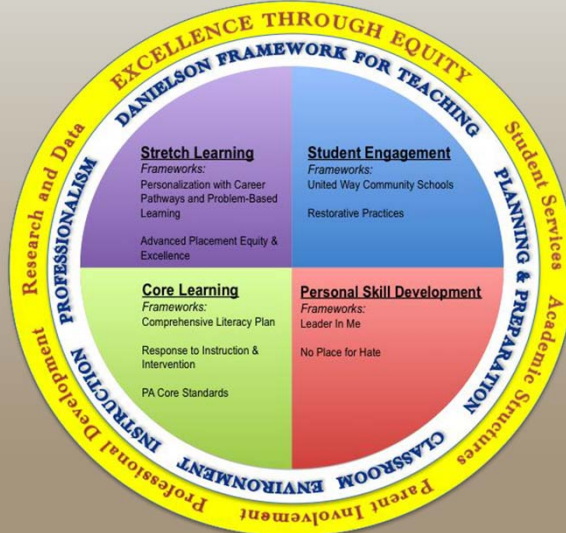 EXCELLENCE THROUGH EQUITY
Student Services
Academic Structures
Parent Involvement
Professional Development
Research and Data
DANIELSON FRAMEWORK FOR TEACHING
PLANNING & PREPARATION
CLASSROOM ENVIRONMENT
INSTRUCTION
PROFESSIONALISM
Stretch Learning
Frameworks:
Personalization with Career
Pathways and Problem-Based
Learning
Advanced Placement Equity &
Excellence
Student Engagement
Frameworks:
United Way Community Schools
Restorative Practices
Core Learning
Frameworks:
Comprehensive Literacy Plan
Response to Instruction &
Intervention
PA Core Standards
Personal Skill Development
Frameworks:
Leader In Me
No Place for Hate